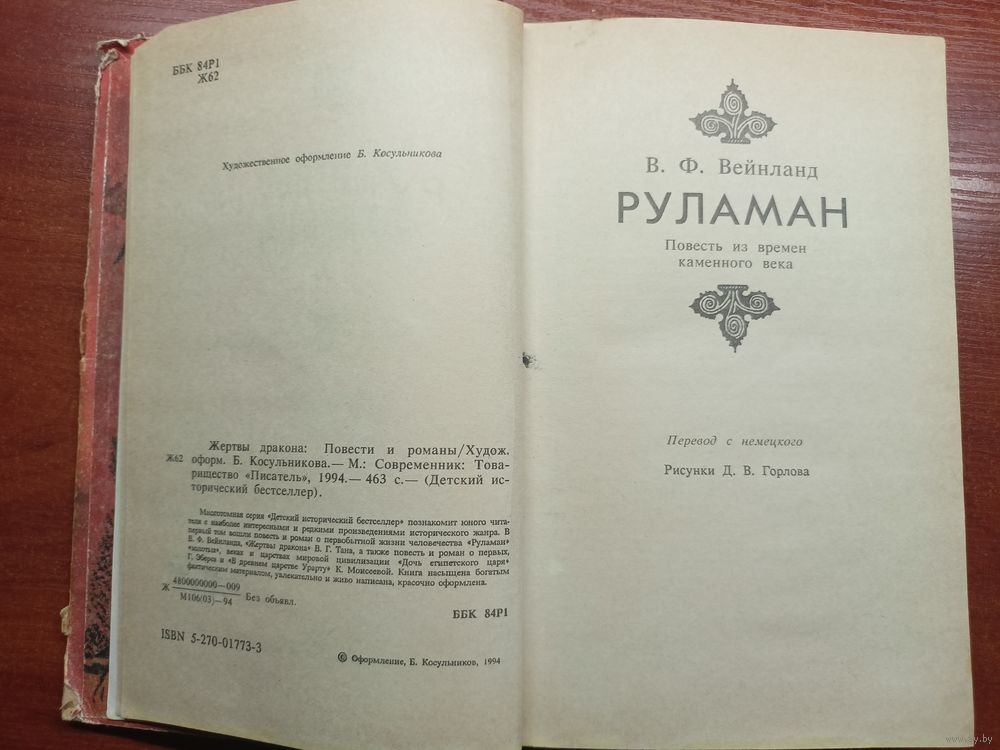 ББК 84Р1
Ж62
Художественное оформление Б. Косульникова
Жертвы дракона: Повести и романы/Худож.
Ж62 оформ. Б. Косульникова.— М.: Современник: Това-
рищество «Писатель», 1994.— 463 с.— (Детский ис-
торический бестселлер).
Многотомная серия «Детский исторический бестселлер» познакомит юного чита-
теля с наиболее интересными и редкими произведениями исторического жанра. В
первый том вошли повесть и роман о первобытной жизни человечества «Руламан»
В. Ф. Вейнланда, «Жертвы дракона» В. Г. Тана, а также повесть и роман о первых,
«золотых», веках и царствах мировой цивилизации «Дочь египетского царя»
Г. Эберса и «В древнем царстве Урарту» К. Моисеевой. Книга насыщена богатым
фактическим материалом, увлекательно и живо написана, красочно оформлена.
Ж 4800000000—009
М106(03)—94 Без объявл.
ББК 84Р1
ISBN 5-270-01773-3
© Оформление, Б. Косульников, 1994
В. Ф. Вейнланд
РУЛАМАН
Повесть из времен
каменного века
Перевод с немецкого
Рисунки Д. В. Горлова